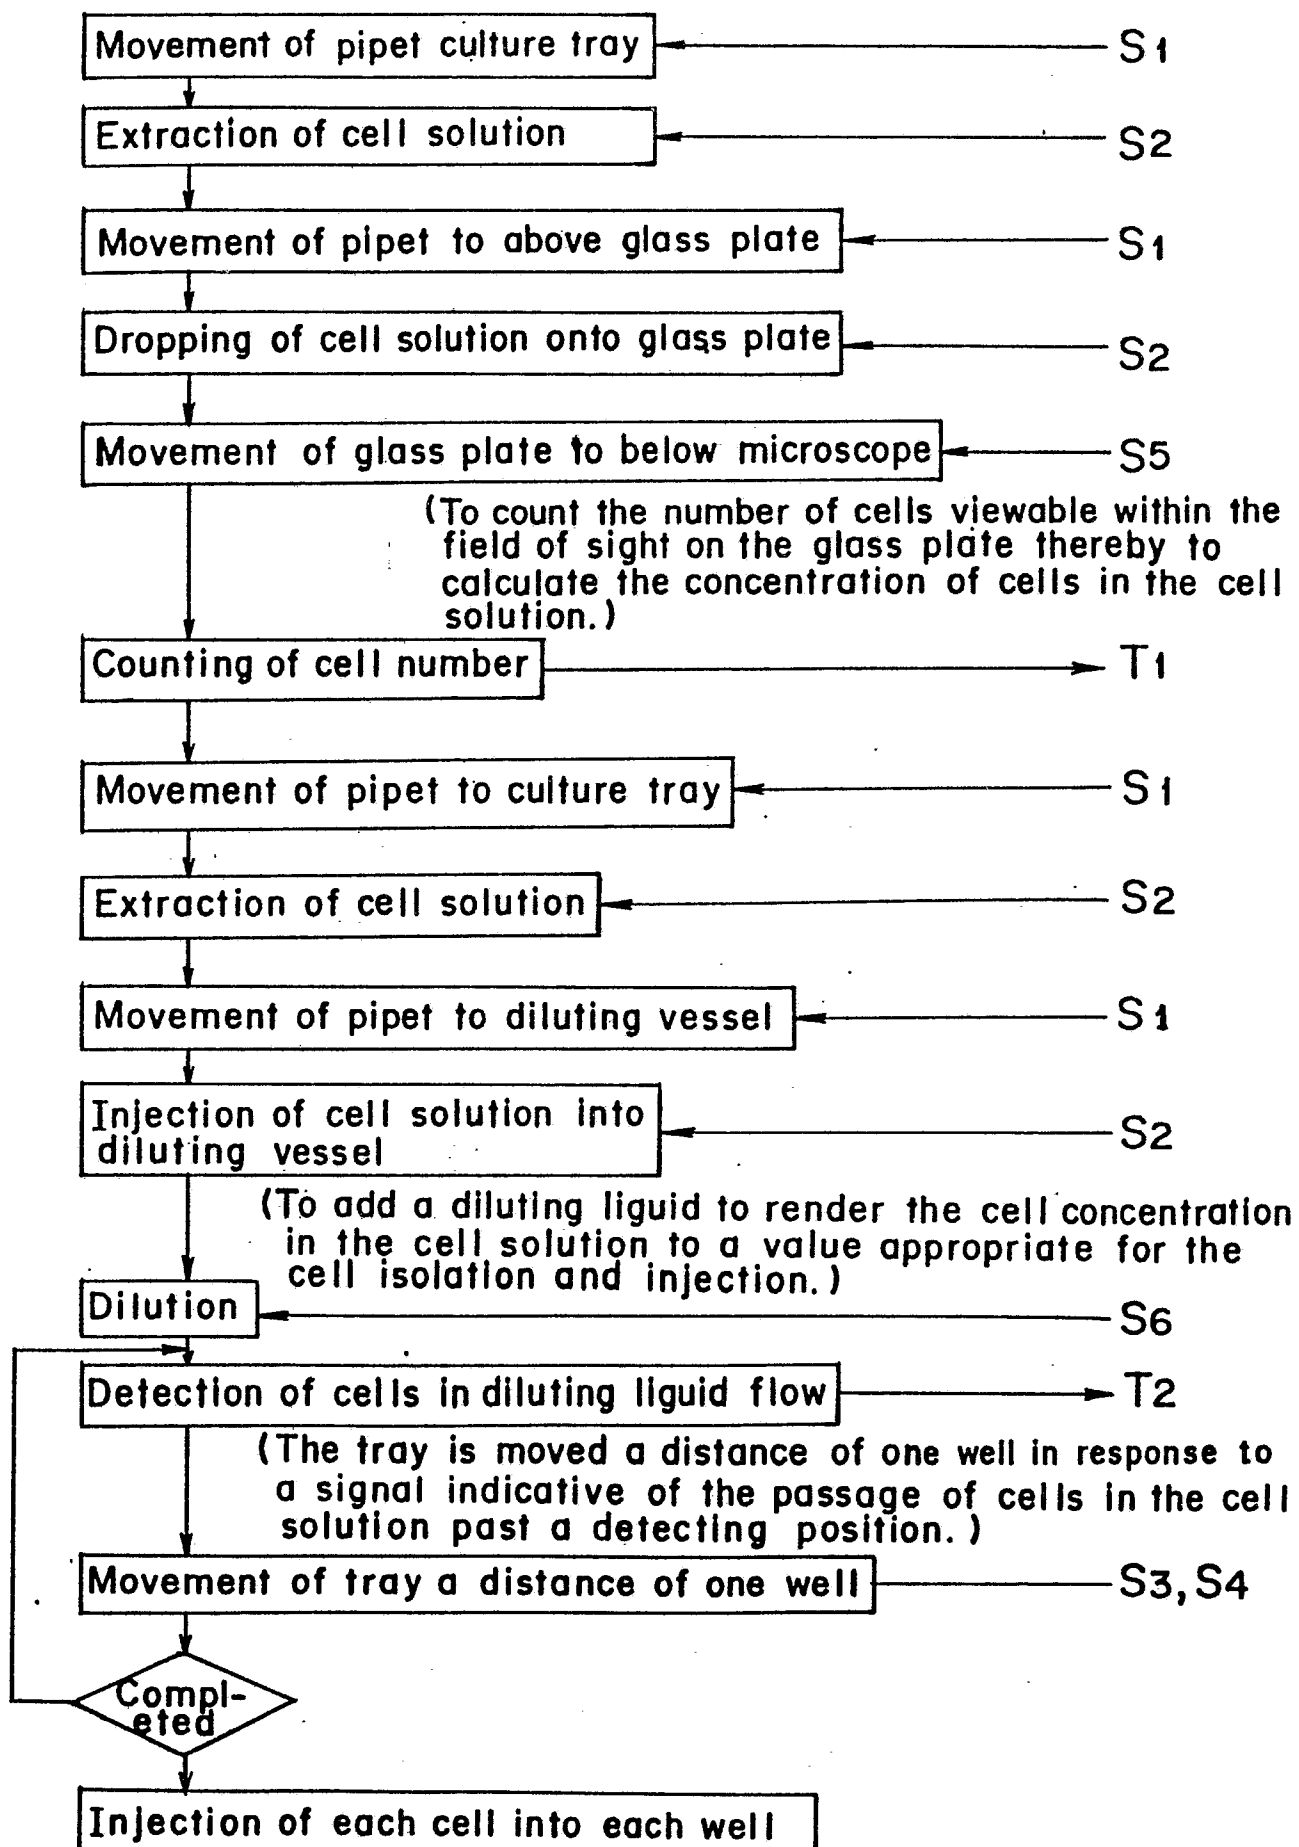 Movement of pipet culture tray
S1
Extraction of cell solution
S2
Movement of pipet to above glass plate
S1
Dropping of cell solution onto glass plate
S2
Movement of glass plate to below microscope
S5
(To count the number of cells viewable within the
field of sight on the glass plate thereby to
calculate the concentration of cells in the cell
solution.)
Counting of cell number
T1
Movement of pipet to culture tray
S1
Extraction of cell solution
S2
Movement of pipet to diluting vessel
S1
Injection of cell solution into
diluting vessel
S2
(To add a diluting liguid to render the cell concentration
in the cell solution to a value appropriate for the
cell isolation and injection.)
Dilution
S6
Detection of cells in diluting liguid flow
T2
(The tray is moved a distance of one well in response to
a signal indicative of the passage of cells in the cell
solution past a detecting position.)
Movement of tray a distance of one well
S3, S4
Compl-
eted
Injection of each cell into each well